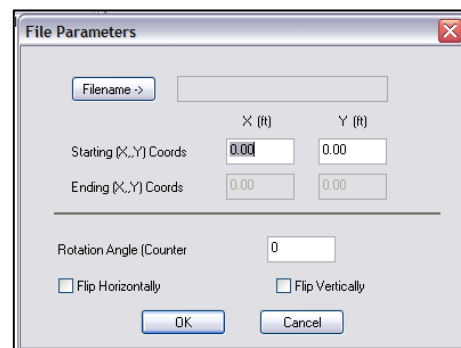 File Parameters
Filename ->
X (ft) Y (ft)
Starting (X,,Y) Coords 0.00 0.00
Ending (X,,Y) Coords 0.00 0.00
Rotation Angle (Counter 0
Flip Horizontally Flip Vertically
OK Cancel